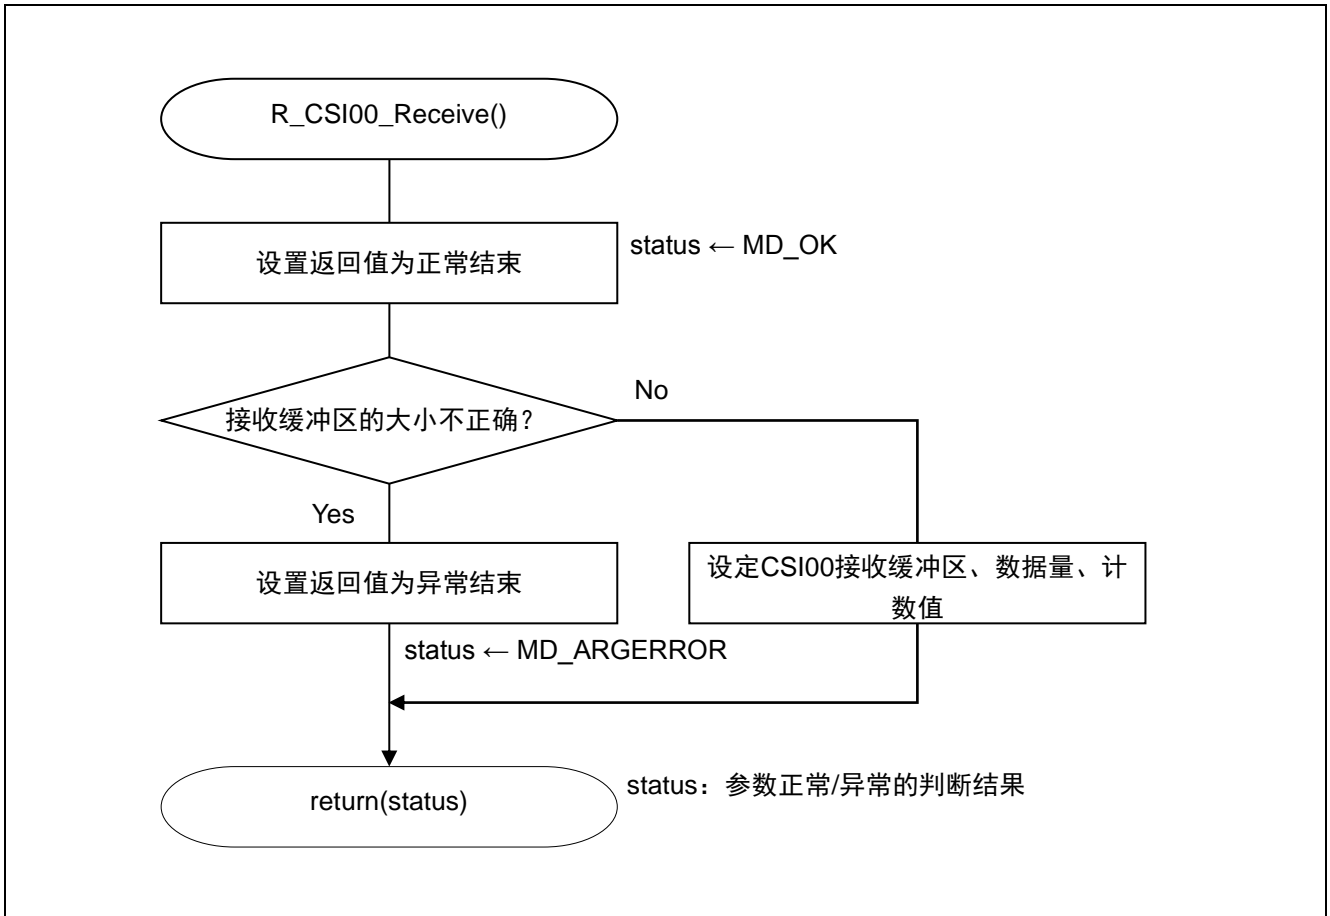 R_CSI00_Receive()
设置返回值为正常结束
status ← MD_OK
接收缓冲区的大小不正确？
No
Yes
设置返回值为异常结束
设定CSI00接收缓冲区、数据量、计
数值
status ← MD_ARGERROR
return(status)
status：参数正常/异常的判断结果